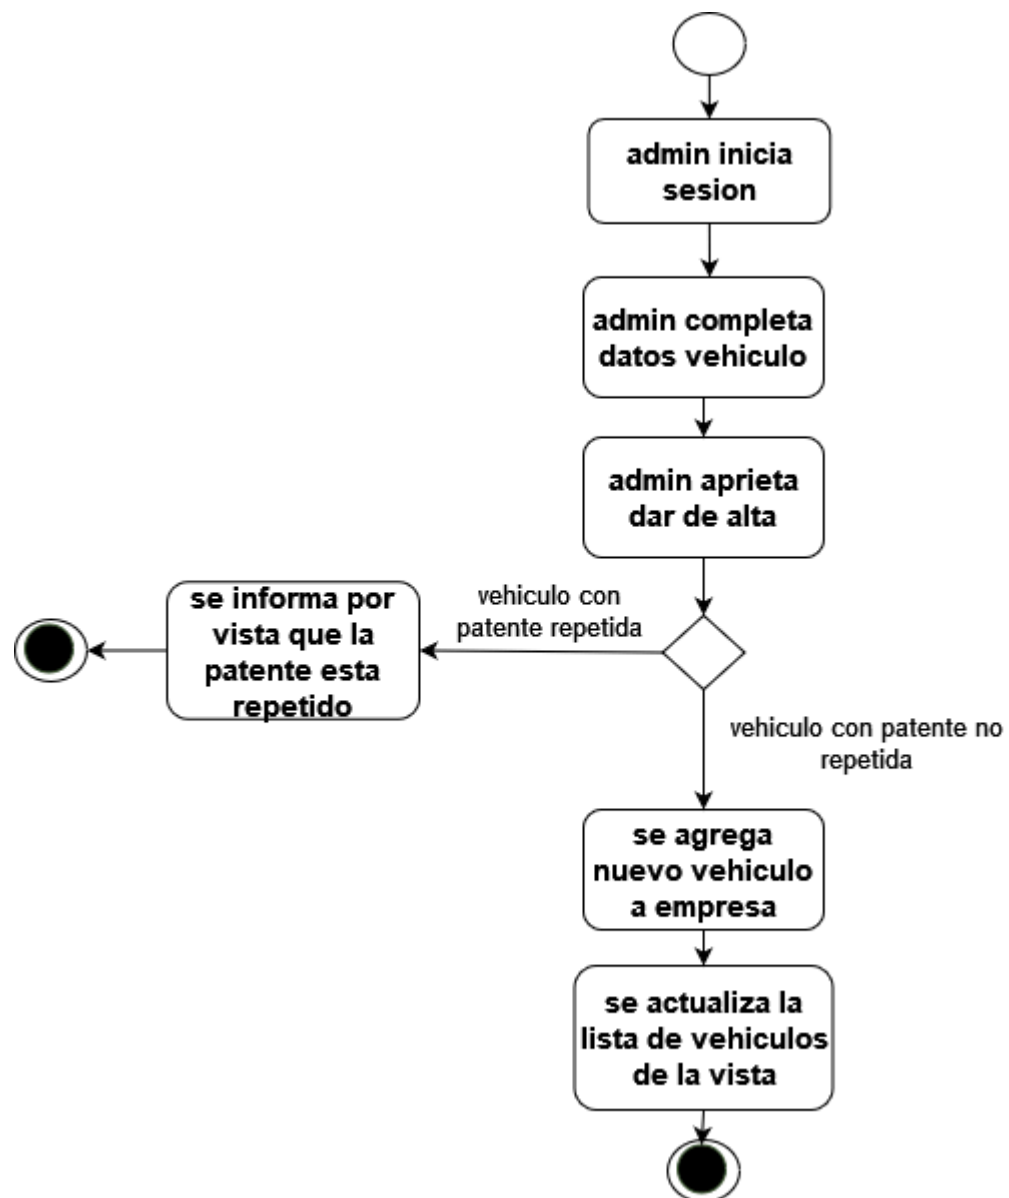 admin inicia
sesion
admin completa
datos vehiculo
admin aprieta
dar de alta
vehiculo con
patente repetida
se informa por
vista que la
patente esta
repetido
vehiculo con patente no
repetida
se agrega
nuevo vehiculo
a empresa
se actualiza la
lista de vehiculos
de la vista